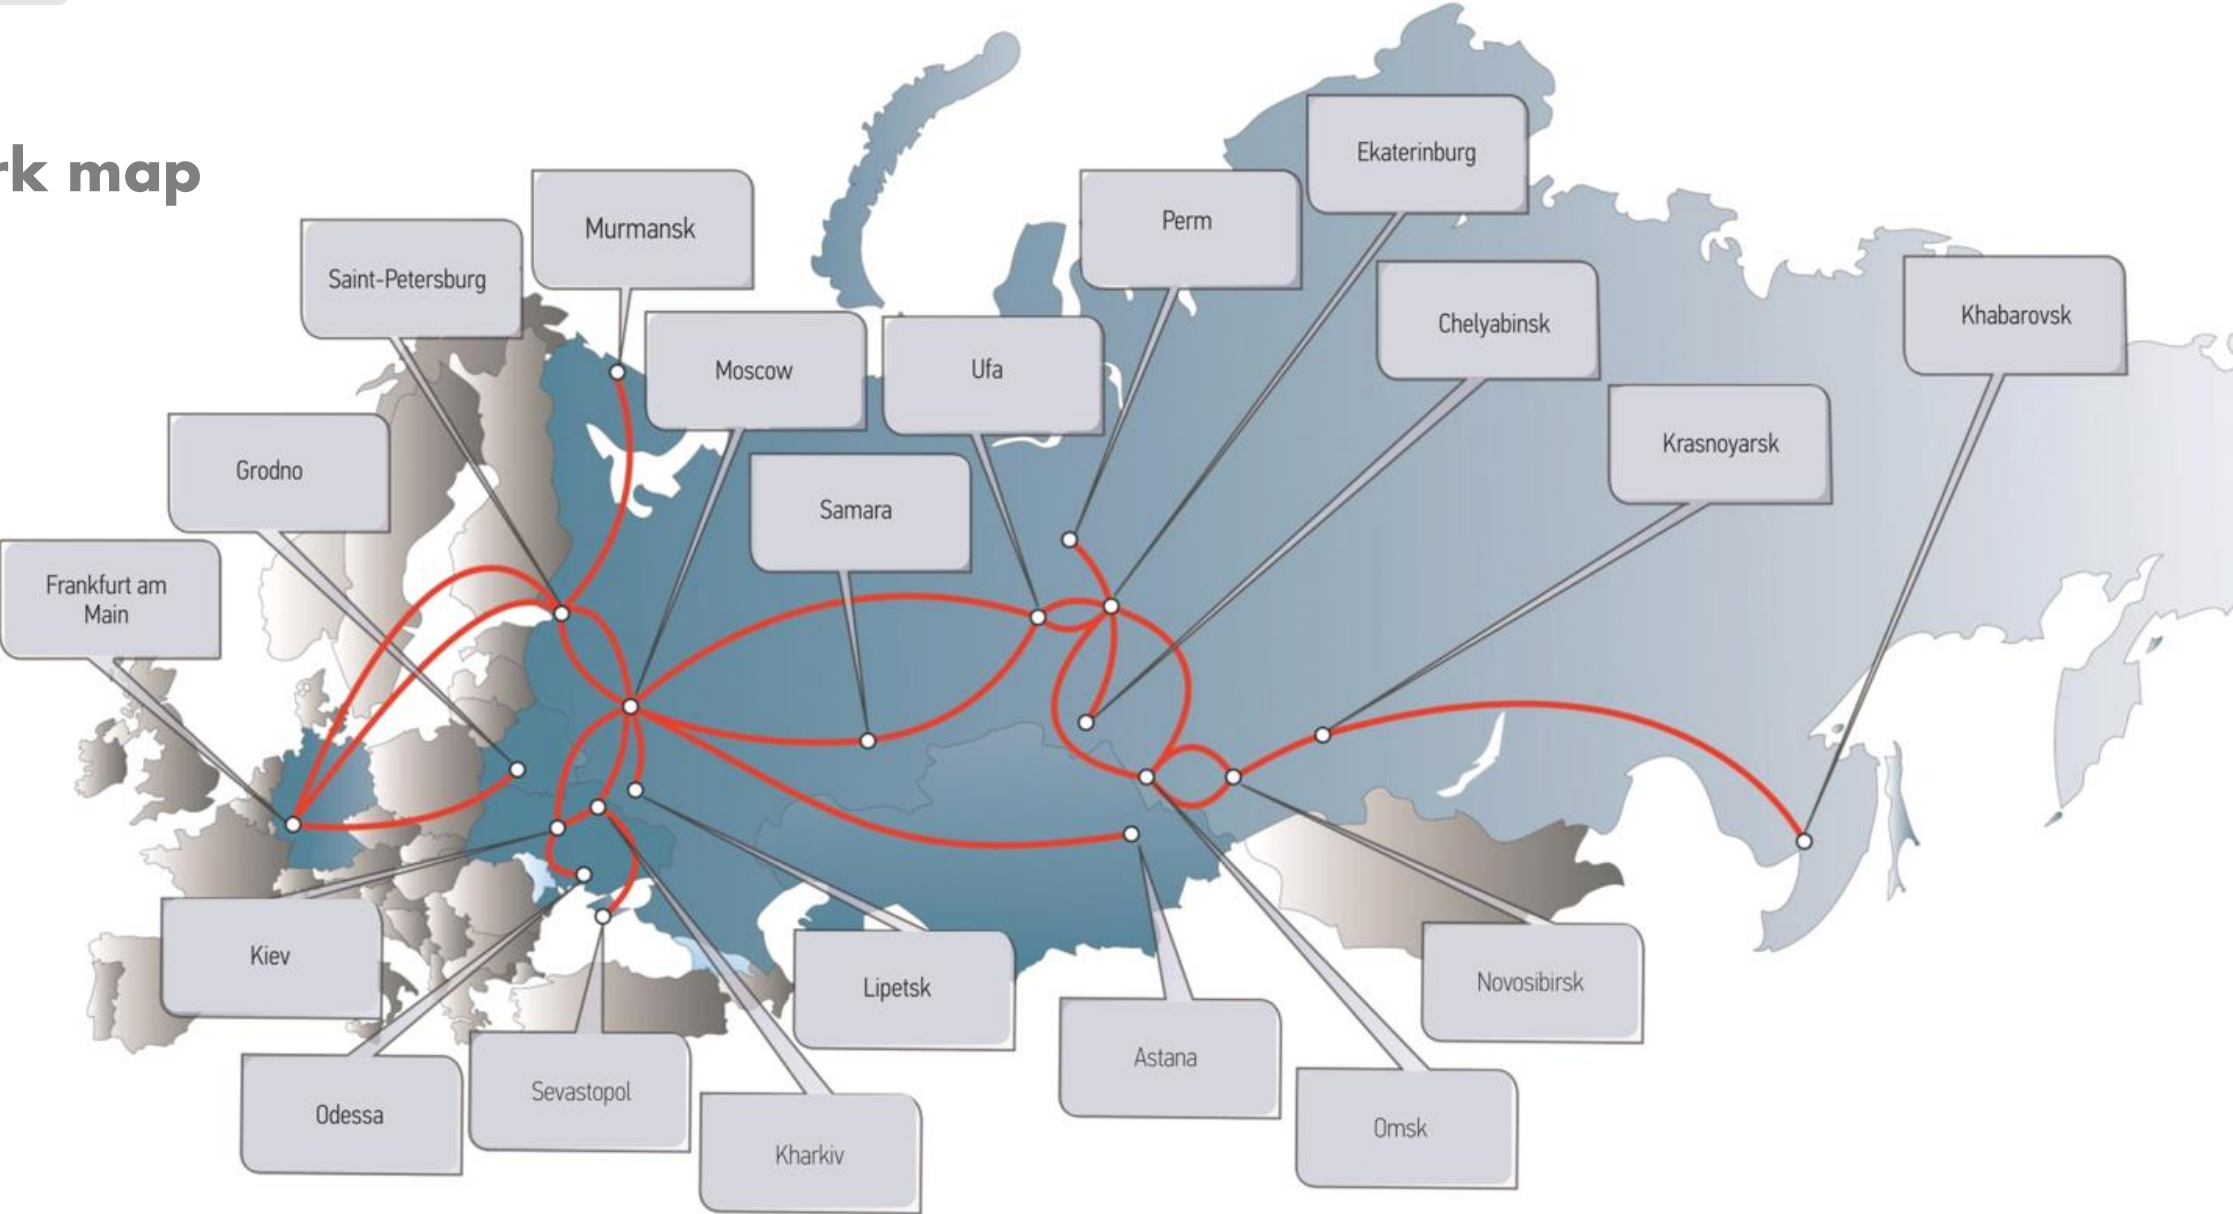 rk map
Ekaterinburg
Murmansk
Perm
Saint-Petersburg
Khabarovsk
Chelyabinsk
Moscow
Ufa
Krasnoyarsk
Grodno
Samara
Frankfurt am
Main
Kiev
Lipetsk
Novosibirsk
Astana
Sevastopol
Odessa
Omsk
Kharkiv